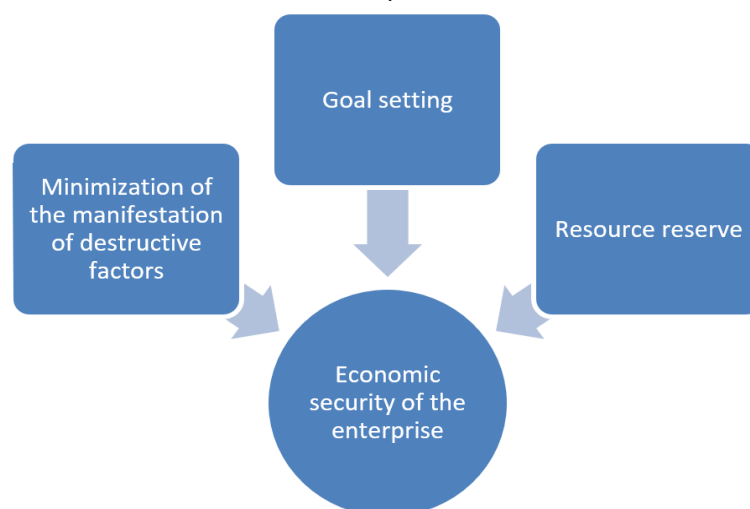 Goal setting
Minimization of
the manifestation
of destructive
factors
Resource reserve
Economic
security of the
enterprise